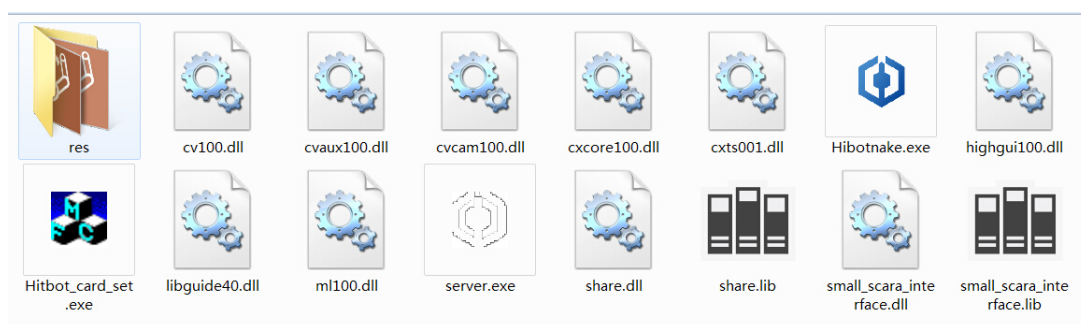 res
cv100.dll
cvaux100.dll
cvcam100.dll
cxcore100.dll
cxts001.dll
Hibotnake.exe
highgui100.dll
M
F C
Hitbot_card_set
.exe
libguide40.dll
ml100.dll
server.exe
share.dll
share.lib
small_scara_inte
rface.dll
small_scara_inte
rface.lib